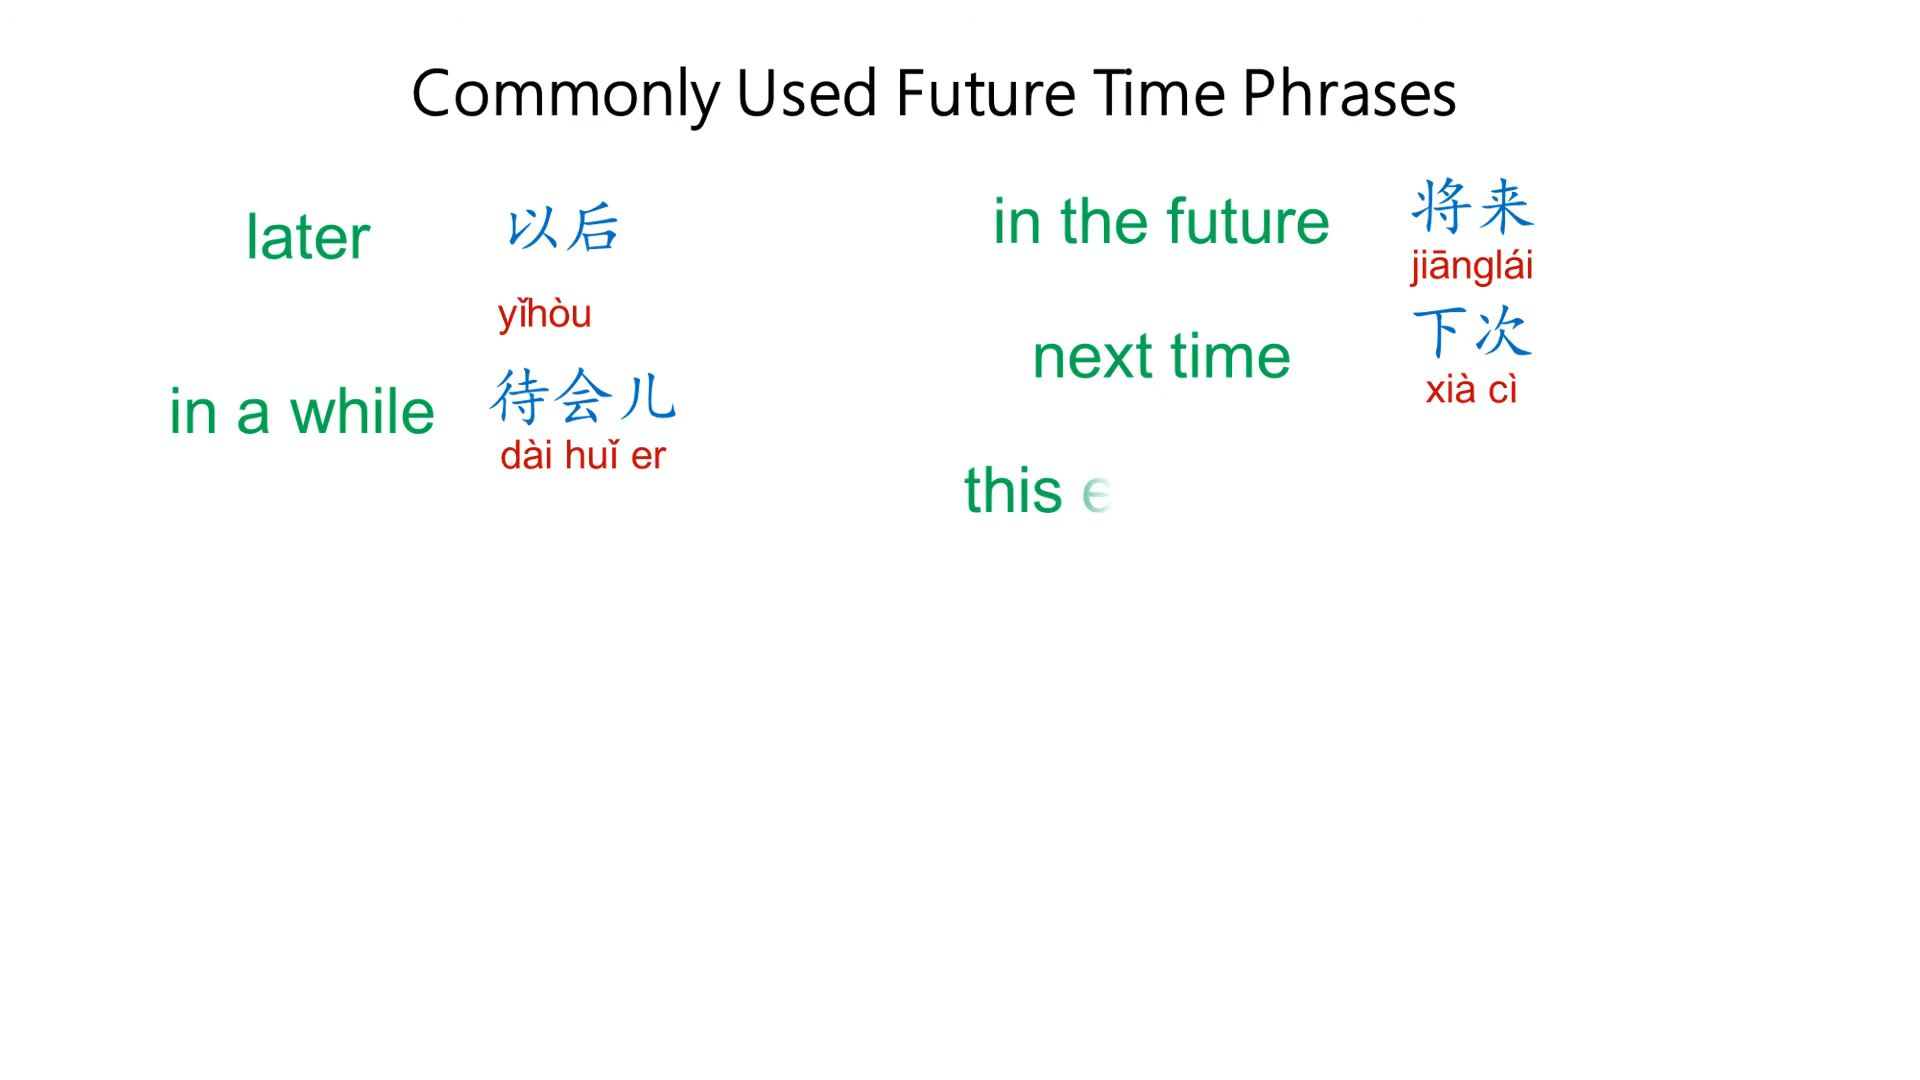 Commonly Used Future Time Phrases
later 以后
yǐhòu
in a while 待会儿
dài huǐ er
in the future 将来
jiānglái
next time 下次
xià cì
this